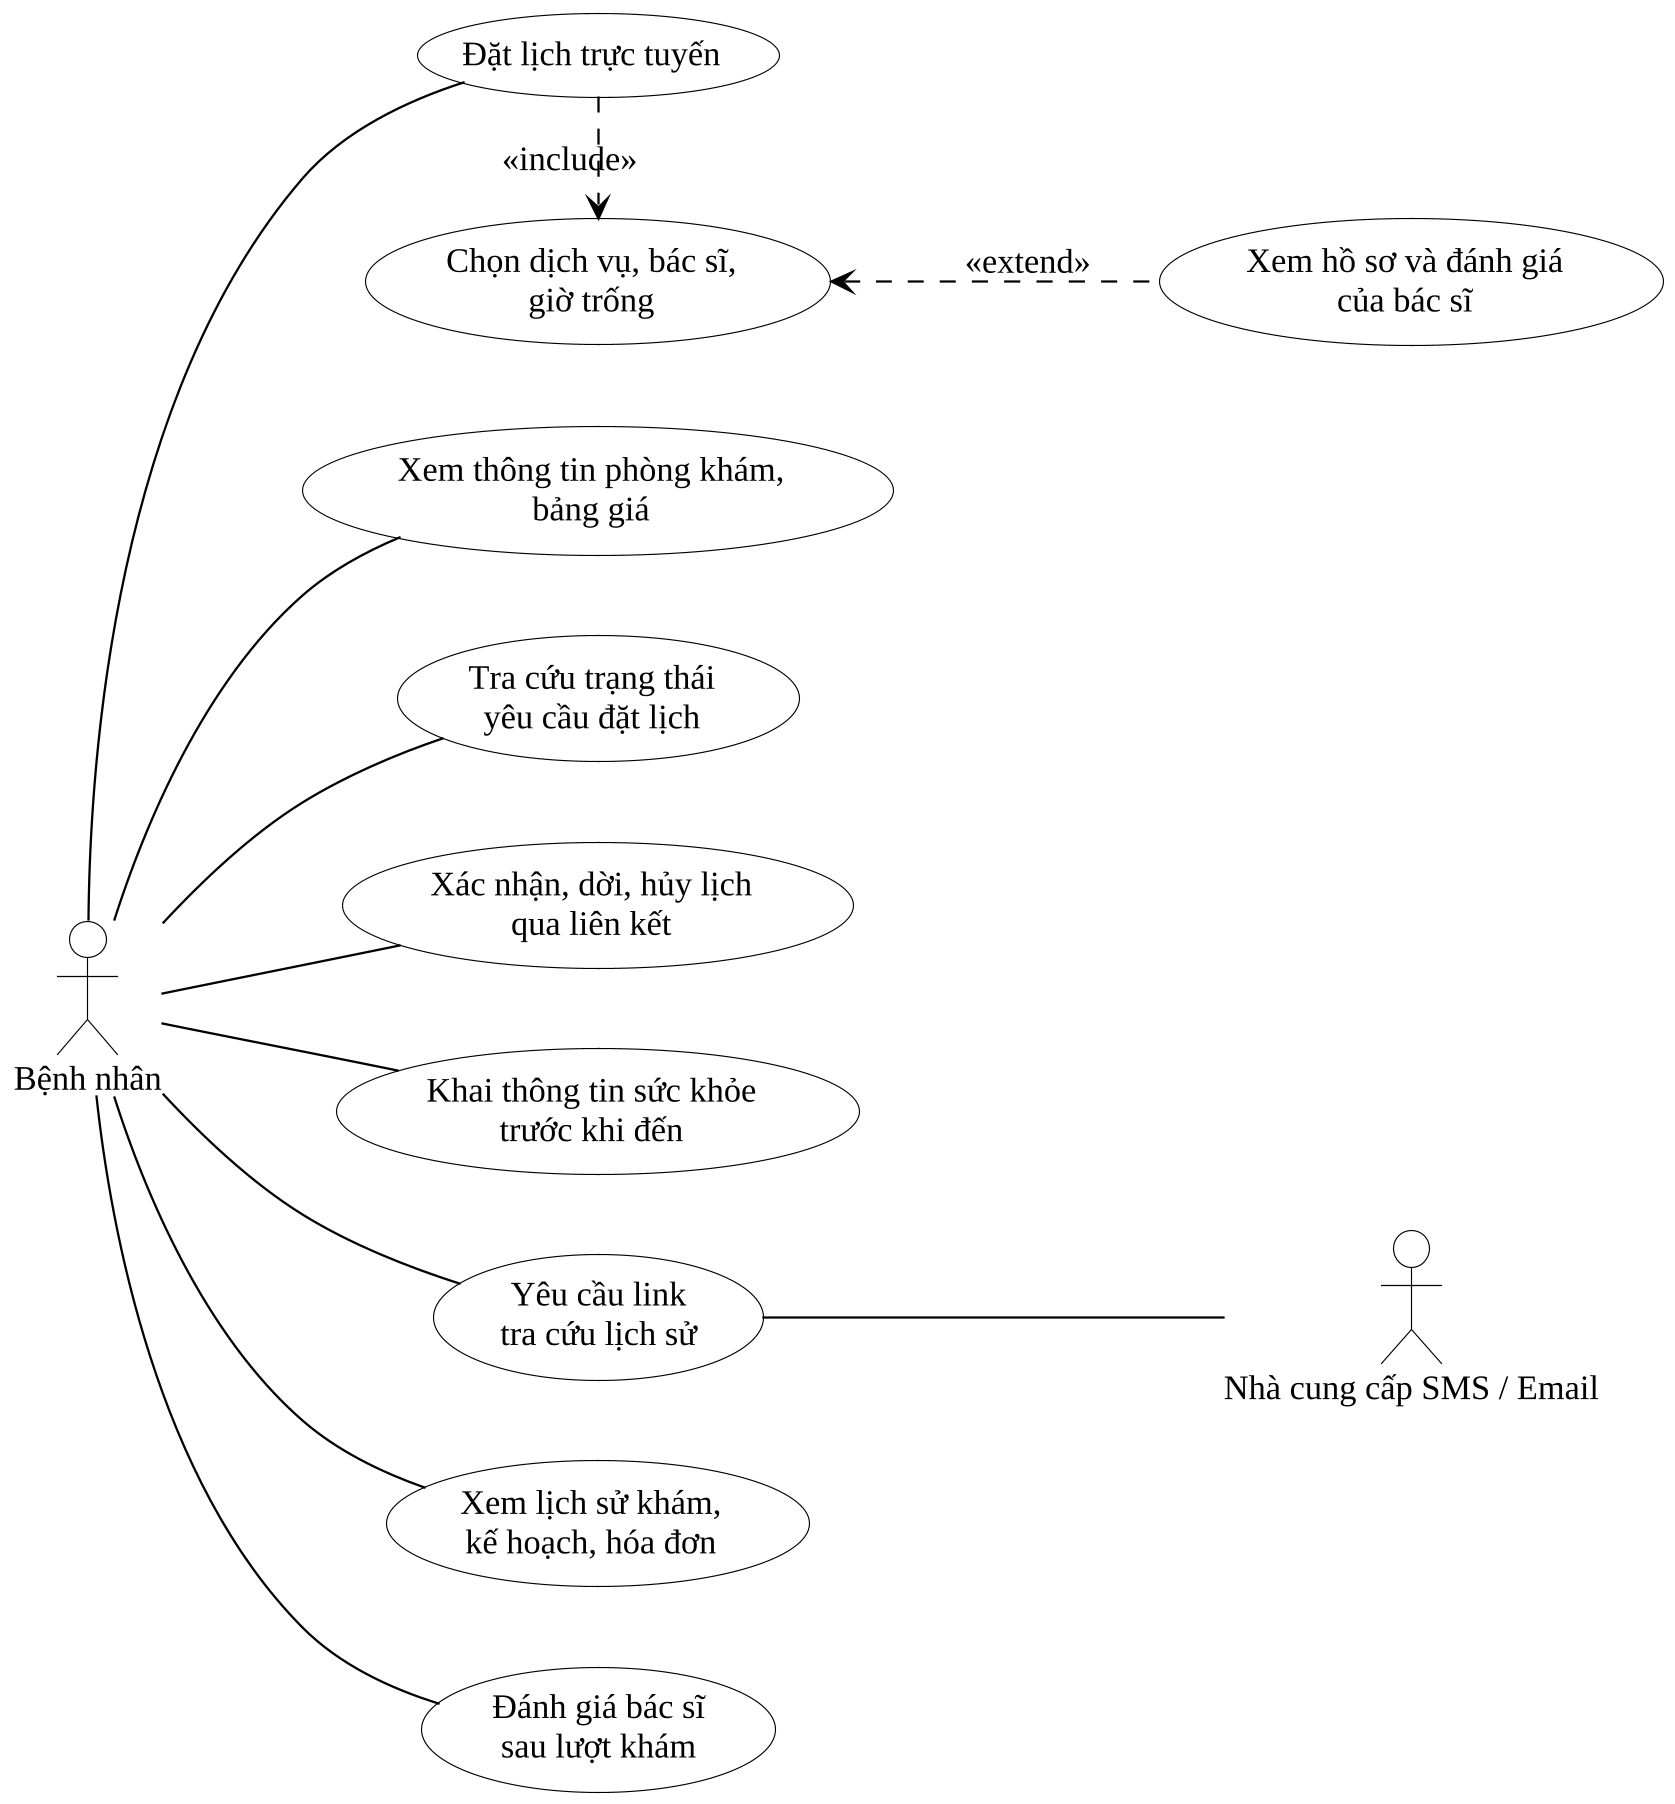 Đặt lịch trực tuyến
«include»
Chọn dịch vụ, bác sĩ,
giờ trống
«extend»
Xem hồ sơ và đánh giá
của bác sĩ
Xem thông tin phòng khám,
bảng giá
Tra cứu trạng thái
yêu cầu đặt lịch
Xác nhận, dời, hủy lịch
qua liên kết
Bệnh nhân
Khai thông tin sức khỏe
trước khi đến
Yêu cầu link
tra cứu lịch sử
Nhà cung cấp SMS / Email
Xem lịch sử khám,
kế hoạch, hóa đơn
Đánh giá bác sĩ
sau lượt khám